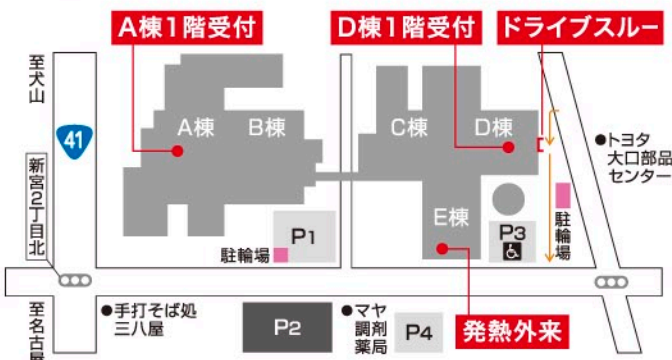 A棟1階受付
D棟1階受付
ドライブスルー
至犬山
41
新宮2丁目北
至名古屋
A棟
B棟
C棟
D棟
E棟
P1
駐輪場
P3
駐輪場
●トヨタ
大口部品
センター
●手打そば処
三八屋
P2
●マヤ
調剤
薬局
P4
発熱外来